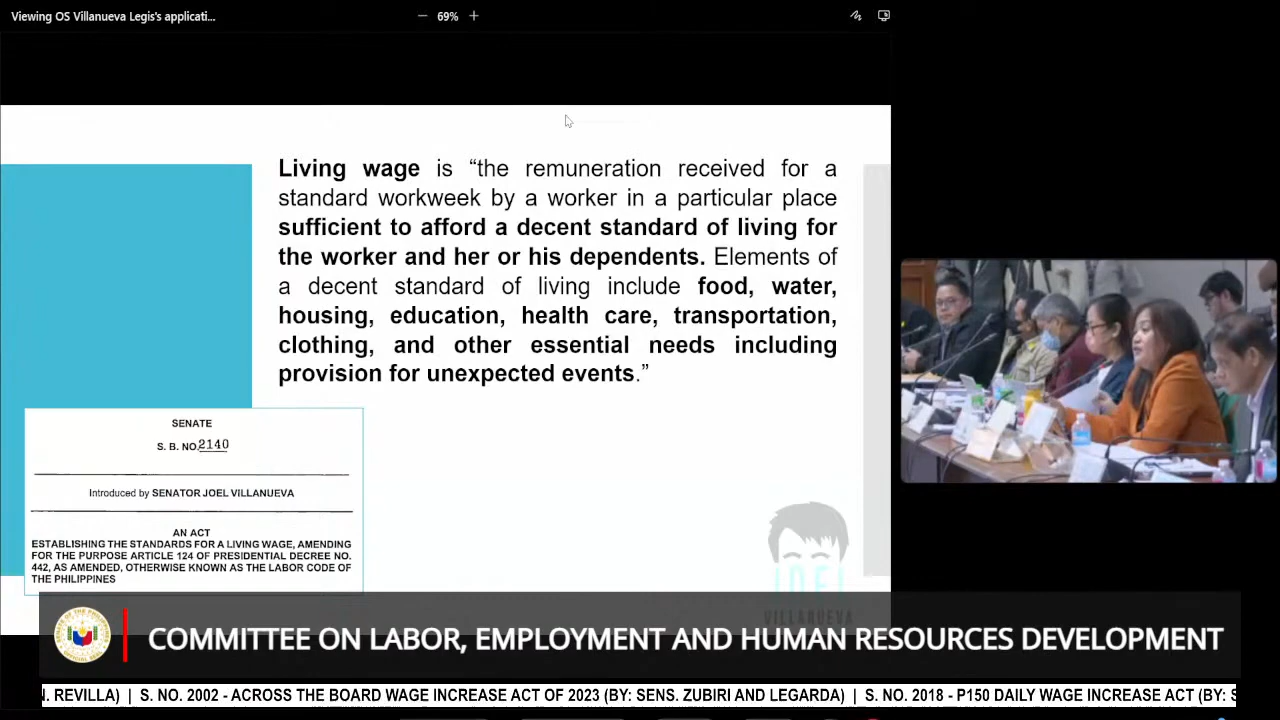 Viewing OS Villanueva Legis's applicati...
69%
Living wage is “the remuneration received for a
standard workweek by a worker in a particular place
sufficient to afford a decent standard of living for
the worker and her or his dependents. Elements of
a decent standard of living include food, water,
housing, education, health care, transportation,
clothing, and other essential needs including
provision for unexpected events.”
SENATE
S. B. NO. 2140
Introduced by SENATOR JOEL VILLANUEVA
AN ACT
ESTABLISHING THE STANDARDS FOR A LIVING WAGE, AMENDING
FOR THE PURPOSE ARTICLE 124 OF PRESIDENTIAL DECREE NO.
442, AS AMENDED, OTHERWISE KNOWN AS THE LABOR CODE OF
THE PHILIPPINES
JOEL
VILLANUEVA
COMMITTEE ON LABOR, EMPLOYMENT AND HUMAN RESOURCES DEVELOPMENT
N. REVILLA) | S. NO. 2002 - ACROSS THE BOARD WAGE INCREASE ACT OF 2023 (BY: SENS. ZUBIRI AND LEGARDA) | S. NO. 2018 - P150 DAILY WAGE INCREASE ACT (BY: S